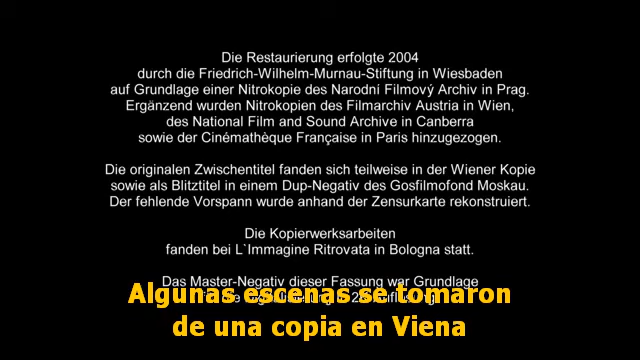 Die Restaurierung erfolgte 2004
durch die Friedrich-Wilhelm-Murnau-Stiftung in Wiesbaden
auf Grundlage einer Nitrokopie des Narodní Filmový Archiv in Prag.
Ergänzend wurden Nitrokopien des Filmarchiv Austria in Wien,
des National Film and Sound Archive in Canberra
sowie der Cinémathèque Française in Paris hinzugezogen.
Die originalen Zwischentitel fanden sich teilweise in der Wiener Kopie
sowie als Blitztitel in einem Dup-Negativ des Gosfilmofond Moskau.
Der fehlende Vorspann wurde anhand der Zensurkarte rekonstruiert.
Die Kopierwerksarbeiten
fanden bei L`Immagine Ritrovata in Bologna statt.
Das Master-Negativ dieser Fassung war Grundlage
Algunas escenas se tomaron
de una copia en Viena